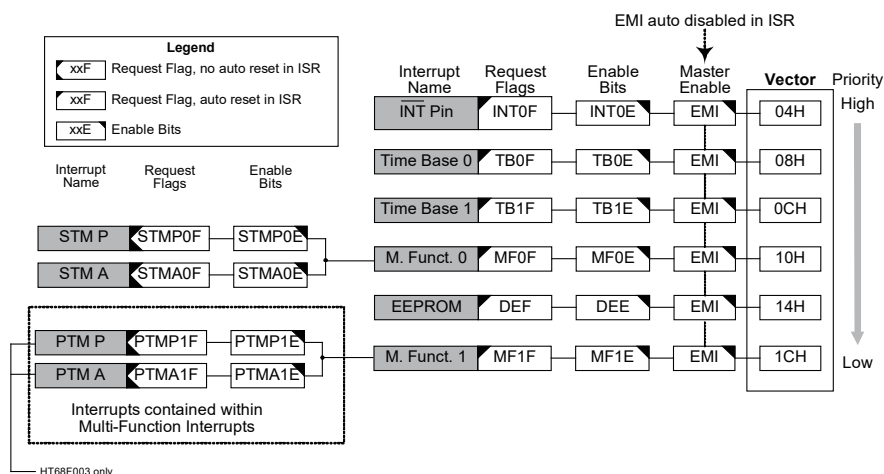 EMI auto disabled in ISR
Legend
xxF Request Flag, no auto reset in ISR
xxF Request Flag, auto reset in ISR
xxE Enable Bits
Interrupt Name
Request Flags
Enable Bits
Master Enable
Vector
Priority
High
INT Pin INT0F INT0E EMI 04H
Time Base 0 TB0F TB0E EMI 08H
Interrupt Name
Request Flags
Enable Bits
Time Base 1 TB1F TB1E EMI 0CH
STM P STMP0F STMP0E
STM A STMA0F STMA0E
M. Funct. 0 MF0F MF0E EMI 10H
EEPROM DEF DEE EMI 14H
PTM P PTMP1F PTMP1E
PTM A PTMA1F PTMA1E
M. Funct. 1 MF1F MF1E EMI 1CH
Low
Interrupts contained within
Multi-Function Interrupts
HT68F003 only